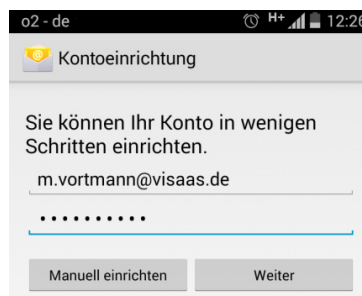 o2 - de H+ 12:26
Kontoeinrichtung
Sie können Ihr Konto in wenigen
Schritten einrichten.
m.vortmann@visaas.de
••••••••••
Manuell einrichten Weiter